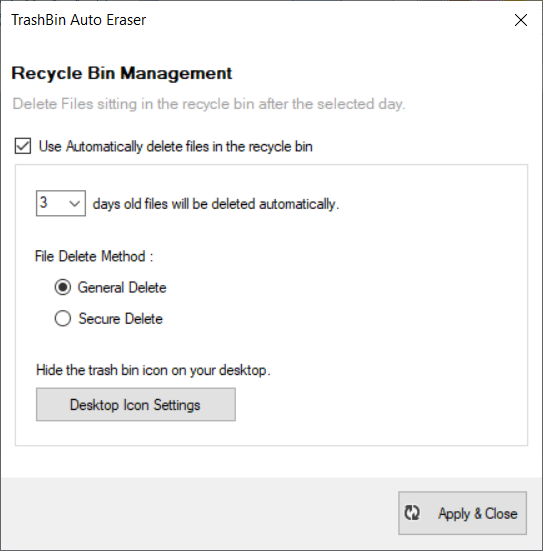 TrashBin Auto Eraser
Recycle Bin Management
Delete Files sitting in the recycle bin after the selected day.
Use Automatically delete files in the recycle bin
3 days old files will be deleted automatically.
File Delete Method :
General Delete
Secure Delete
Hide the trash bin icon on your desktop.
Desktop Icon Settings
Apply & Close